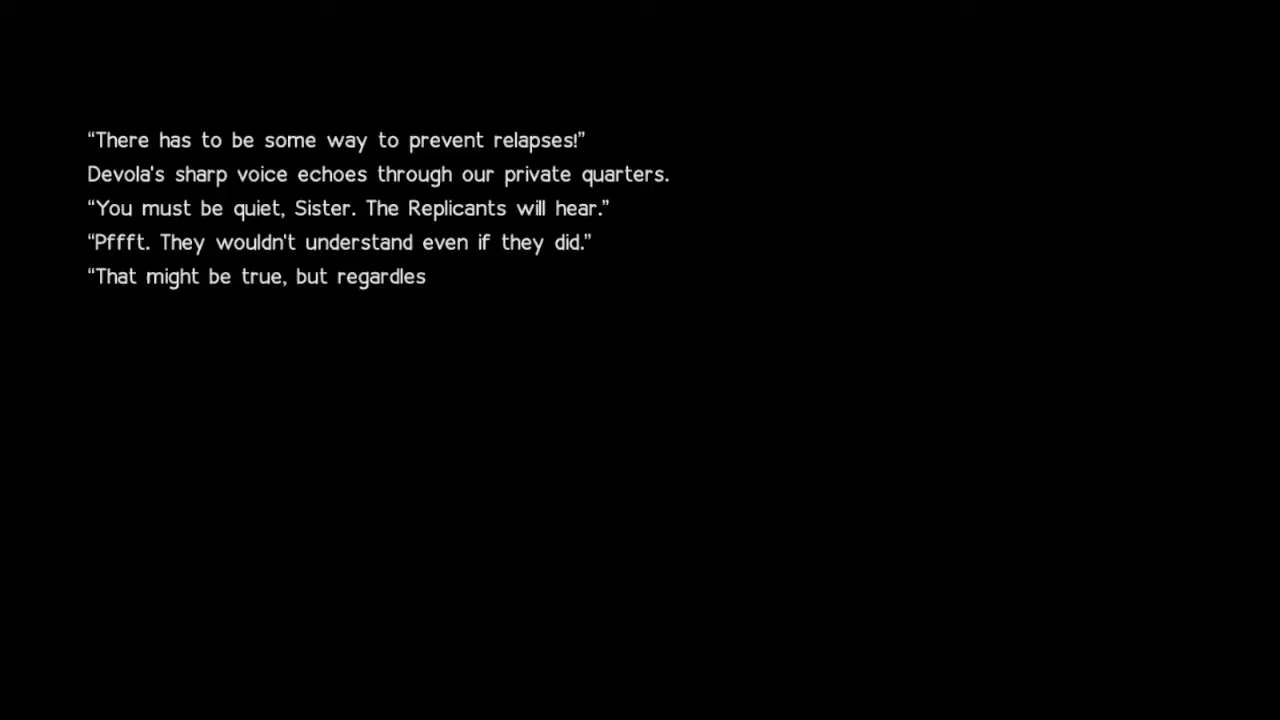 “There has to be some way to prevent relapses!”
Devola's sharp voice echoes through our private quarters.
“You must be quiet, Sister. The Replicants will hear.”
“Pffft. They wouldn't understand even if they did.”
“That might be true, but regardles